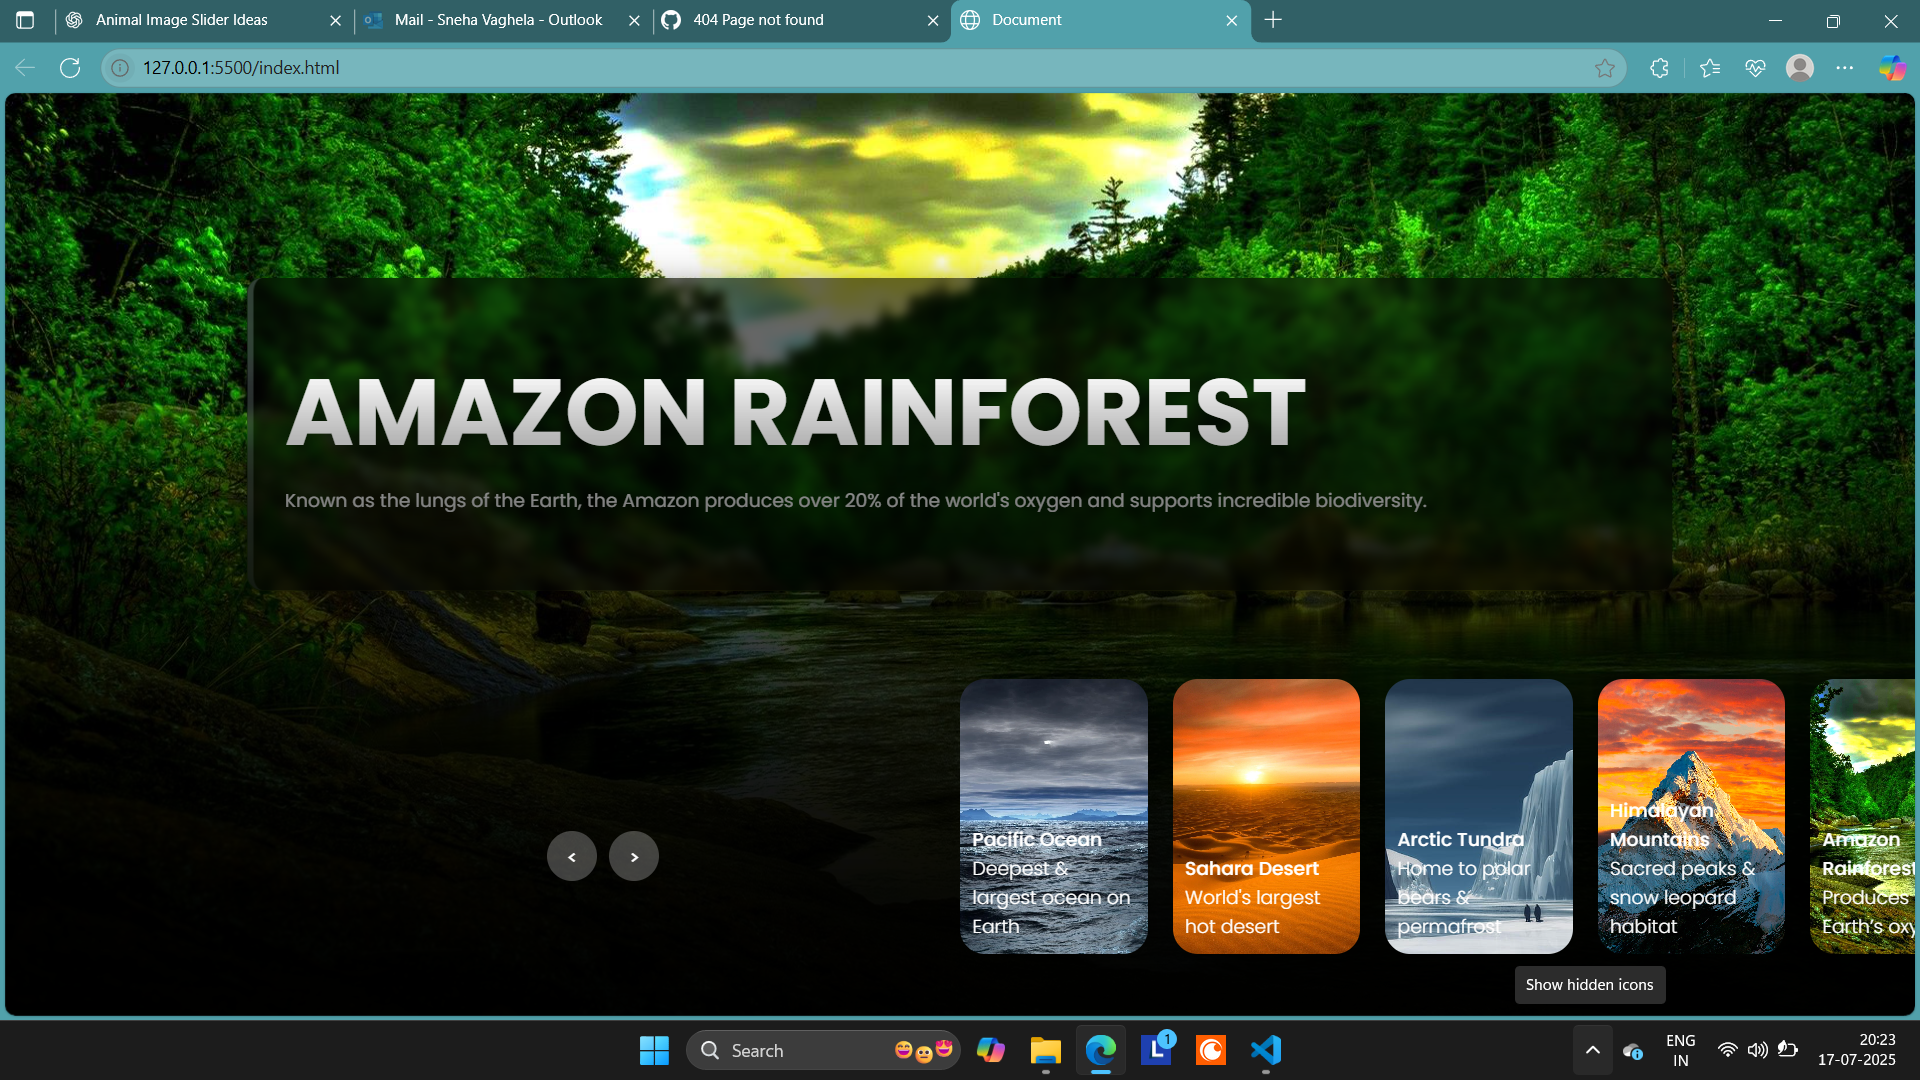 Animal Image Slider Ideas
Mail - Sneha Vaghela - Outlook
404 Page not found
Document
127.0.0.1:5500/index.html
AMAZON RAINFOREST
Known as the lungs of the Earth, the Amazon produces over 20% of the world's oxygen and supports incredible biodiversity.
<
>
Pacific Ocean
Deepest &
largest ocean on
Earth
Sahara Desert
World's largest
hot desert
Arctic Tundra
Home to polar
bears &
permafrost
Himalayan
Mountains
Sacred peaks &
snow leopard
habitat
Amazon
Rainforest
Produces
Earth's oxy
Show hidden icons
Search
L
1
ENG
IN
20:23
17-07-2025